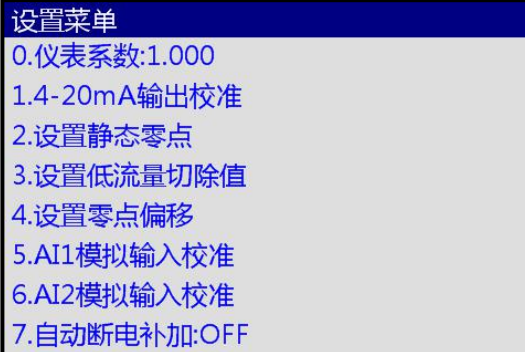 设置菜单
0.仪表系数:1.000
1.4-20mA输出校准
2.设置静态零点
3.设置低流量切除值
4.设置零点偏移
5.AI1模拟输入校准
6.AI2模拟输入校准
7.自动断电补加:OFF